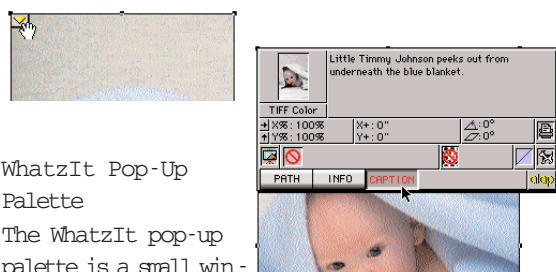 Little Timmy Johnson peeks out from
underneath the blue blanket.
TIFF Color
X%: 100% X+: 0" ∠: 0°
Y%: 100% Y+: 0" ▱: 0°
PATH INFO CAPTION alap
WhatzIt Pop-Up
Palette
The WhatzIt pop-up
palette is a small win-